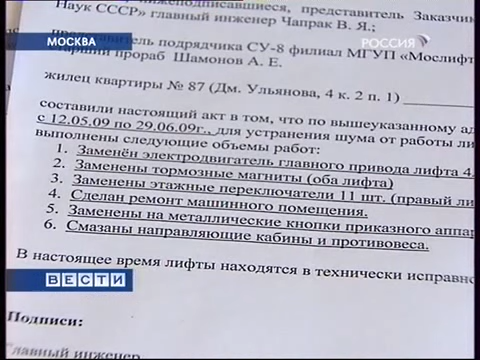 нижеподписавшиеся, представитель Заказчик
Наук СССР» главный инженер Чапрак В. Я.;
МОСКВА
РОССИЯ
представитель подрядчика СУ-8 филиал МГУП «Мослифт
старший прораб Шамонов А. Е.
жилец квартиры № 87 (Дм. Ульянова, 4 к. 2 п. 1)
составили настоящий акт в том, что по вышеуказанному ад
с 12.05.09 по 29.06.09г., для устранения шума от работы ли
выполнены следующие объемы работ:
1. Заменён электродвигатель главного привода лифта 4.
2. Заменены тормозные магниты (оба лифта)
3. Заменены этажные переключатели 11 шт. (правый ли
4. Сделан ремонт машинного помещения.
5. Заменены на металлические кнопки приказного аппар
6. Смазаны направляющие кабины и противовеса.
В настоящее время лифты находятся в технически исправно
ВЕСТИ
Подписи:
Главный инженер